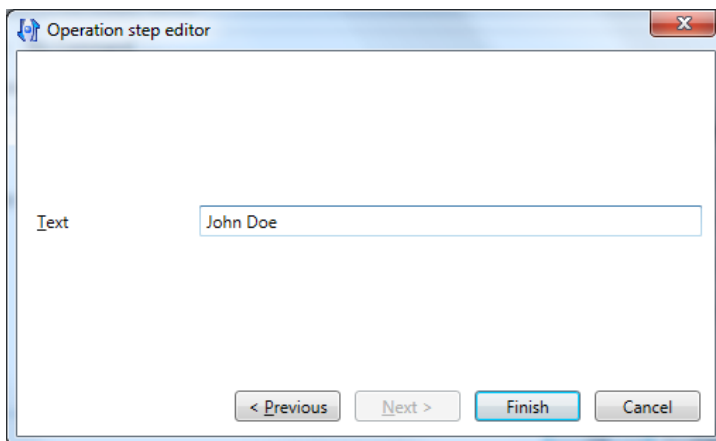 Operation step editor
Text John Doe
< Previous Next > Finish Cancel